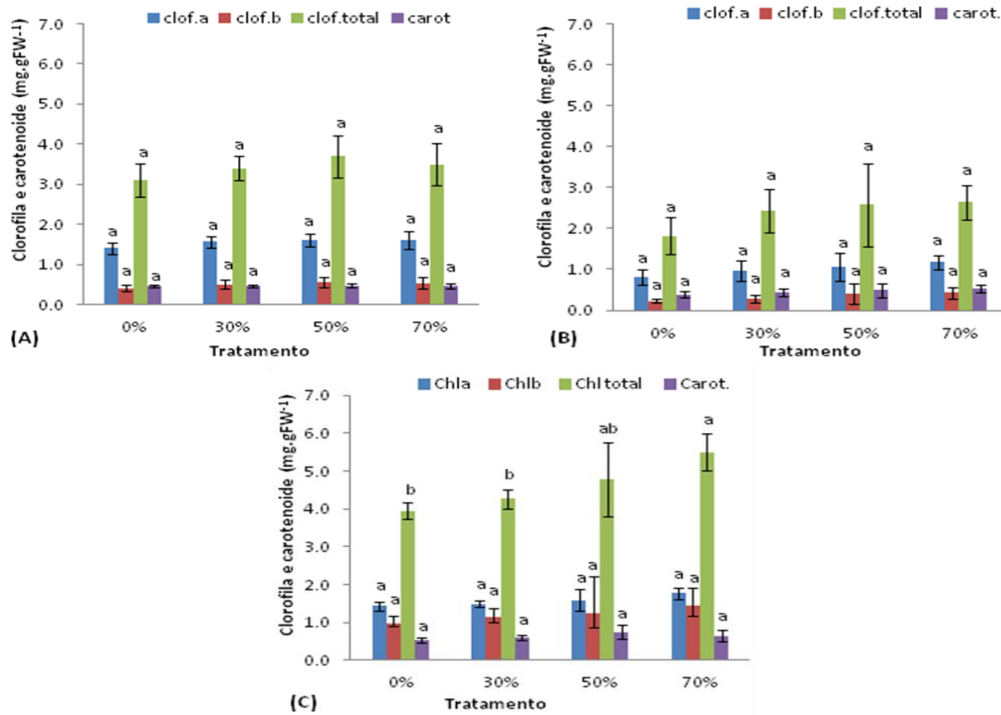 clof.a clof.b clof.total carot
Clorofila e carotenoide (mg.gFW-1)
7.0
6.0
5.0
4.0
3.0
2.0
1.0
0.0
a a a a
a a a a
a a a a
a a a a
0% 30% 50% 70%
Tratamento
(A)
clof.a clof.b clof.total carot.
Clorofila e carotenoide (mg.gFW-1)
7.0
6.0
5.0
4.0
3.0
2.0
1.0
0.0
a a a a
a a a a
a a a a
a a a a
0% 30% 50% 70%
Tratamento
(B)
Chla Chlb Chl total Carot.
Clorofila e carotenoide (mg.gFW-1)
7.0
6.0
5.0
4.0
3.0
2.0
1.0
0.0
a a b a
a a b a
a a ab a
a a a a
0% 30% 50% 70%
Tratamento
(C)